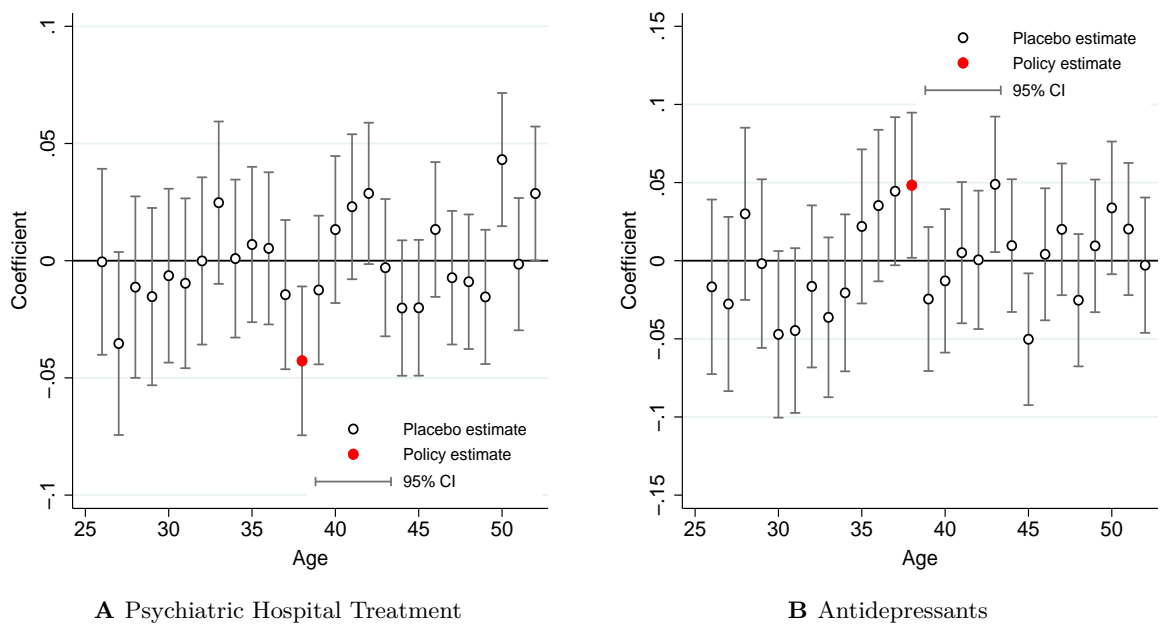 .1
.05
0
-.05
-.1
Coefficient
25 30 35 40 45 50
Age
Placebo estimate
Policy estimate
95% CI
A Psychiatric Hospital Treatment
.15
.1
.05
0
-.05
-.1
-.15
Coefficient
25 30 35 40 45 50
Age
Placebo estimate
Policy estimate
95% CI
B Antidepressants